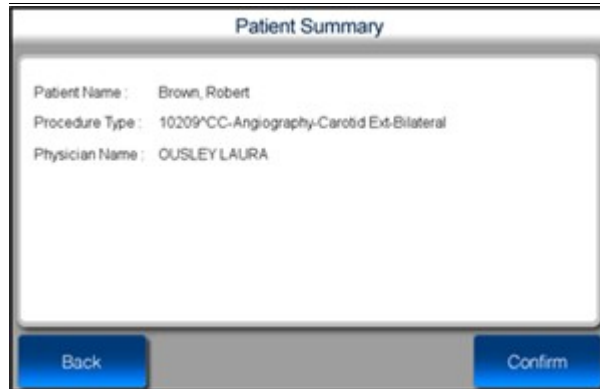 Patient Summary
Patient Name : Brown, Robert
Procedure Type : 10209^CC-Angiography-Carotid Ext-Bilateral
Physician Name : OUSLEY LAURA
Back
Confirm